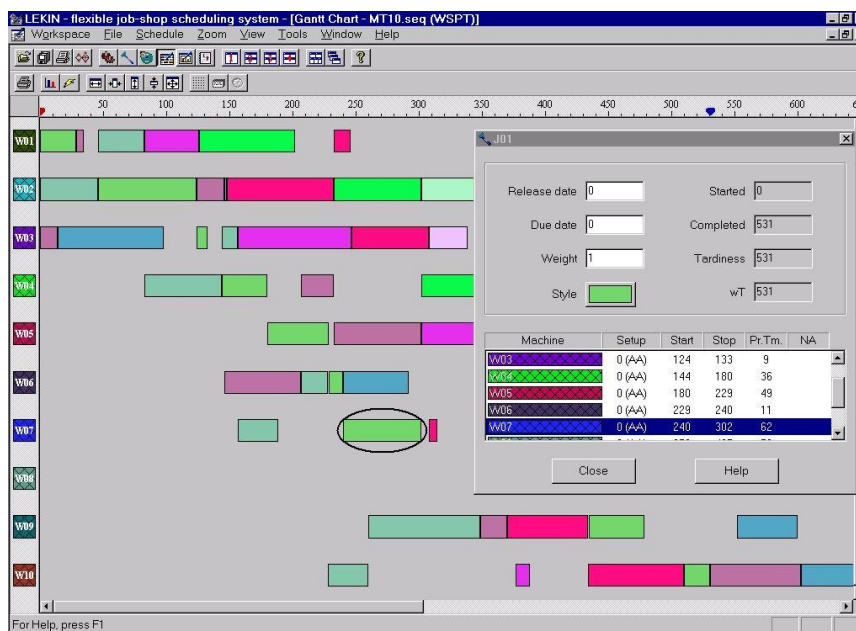 LEKIN - flexible job-shop scheduling system - [Gantt Chart - MT10.seq (WSPT)]
Workspace File Schedule Zoom View Tools Window Help
50 100 150 200 250 300 350 400 450 500 550 600
W01
W02
W03
W04
W05
W06
W07
W08
W09
W10
J01
Release date 0 Started 0
Due date 0 Completed 531
Weight 1 Tardiness 531
Style wT 531
Machine Setup Start Stop Pr.Tm. NA
W03 0 (AA) 124 133 9
W04 0 (AA) 144 180 36
W05 0 (AA) 180 229 49
W06 0 (AA) 229 240 11
W07 0 (AA) 240 302 62
Close Help
For Help, press F1